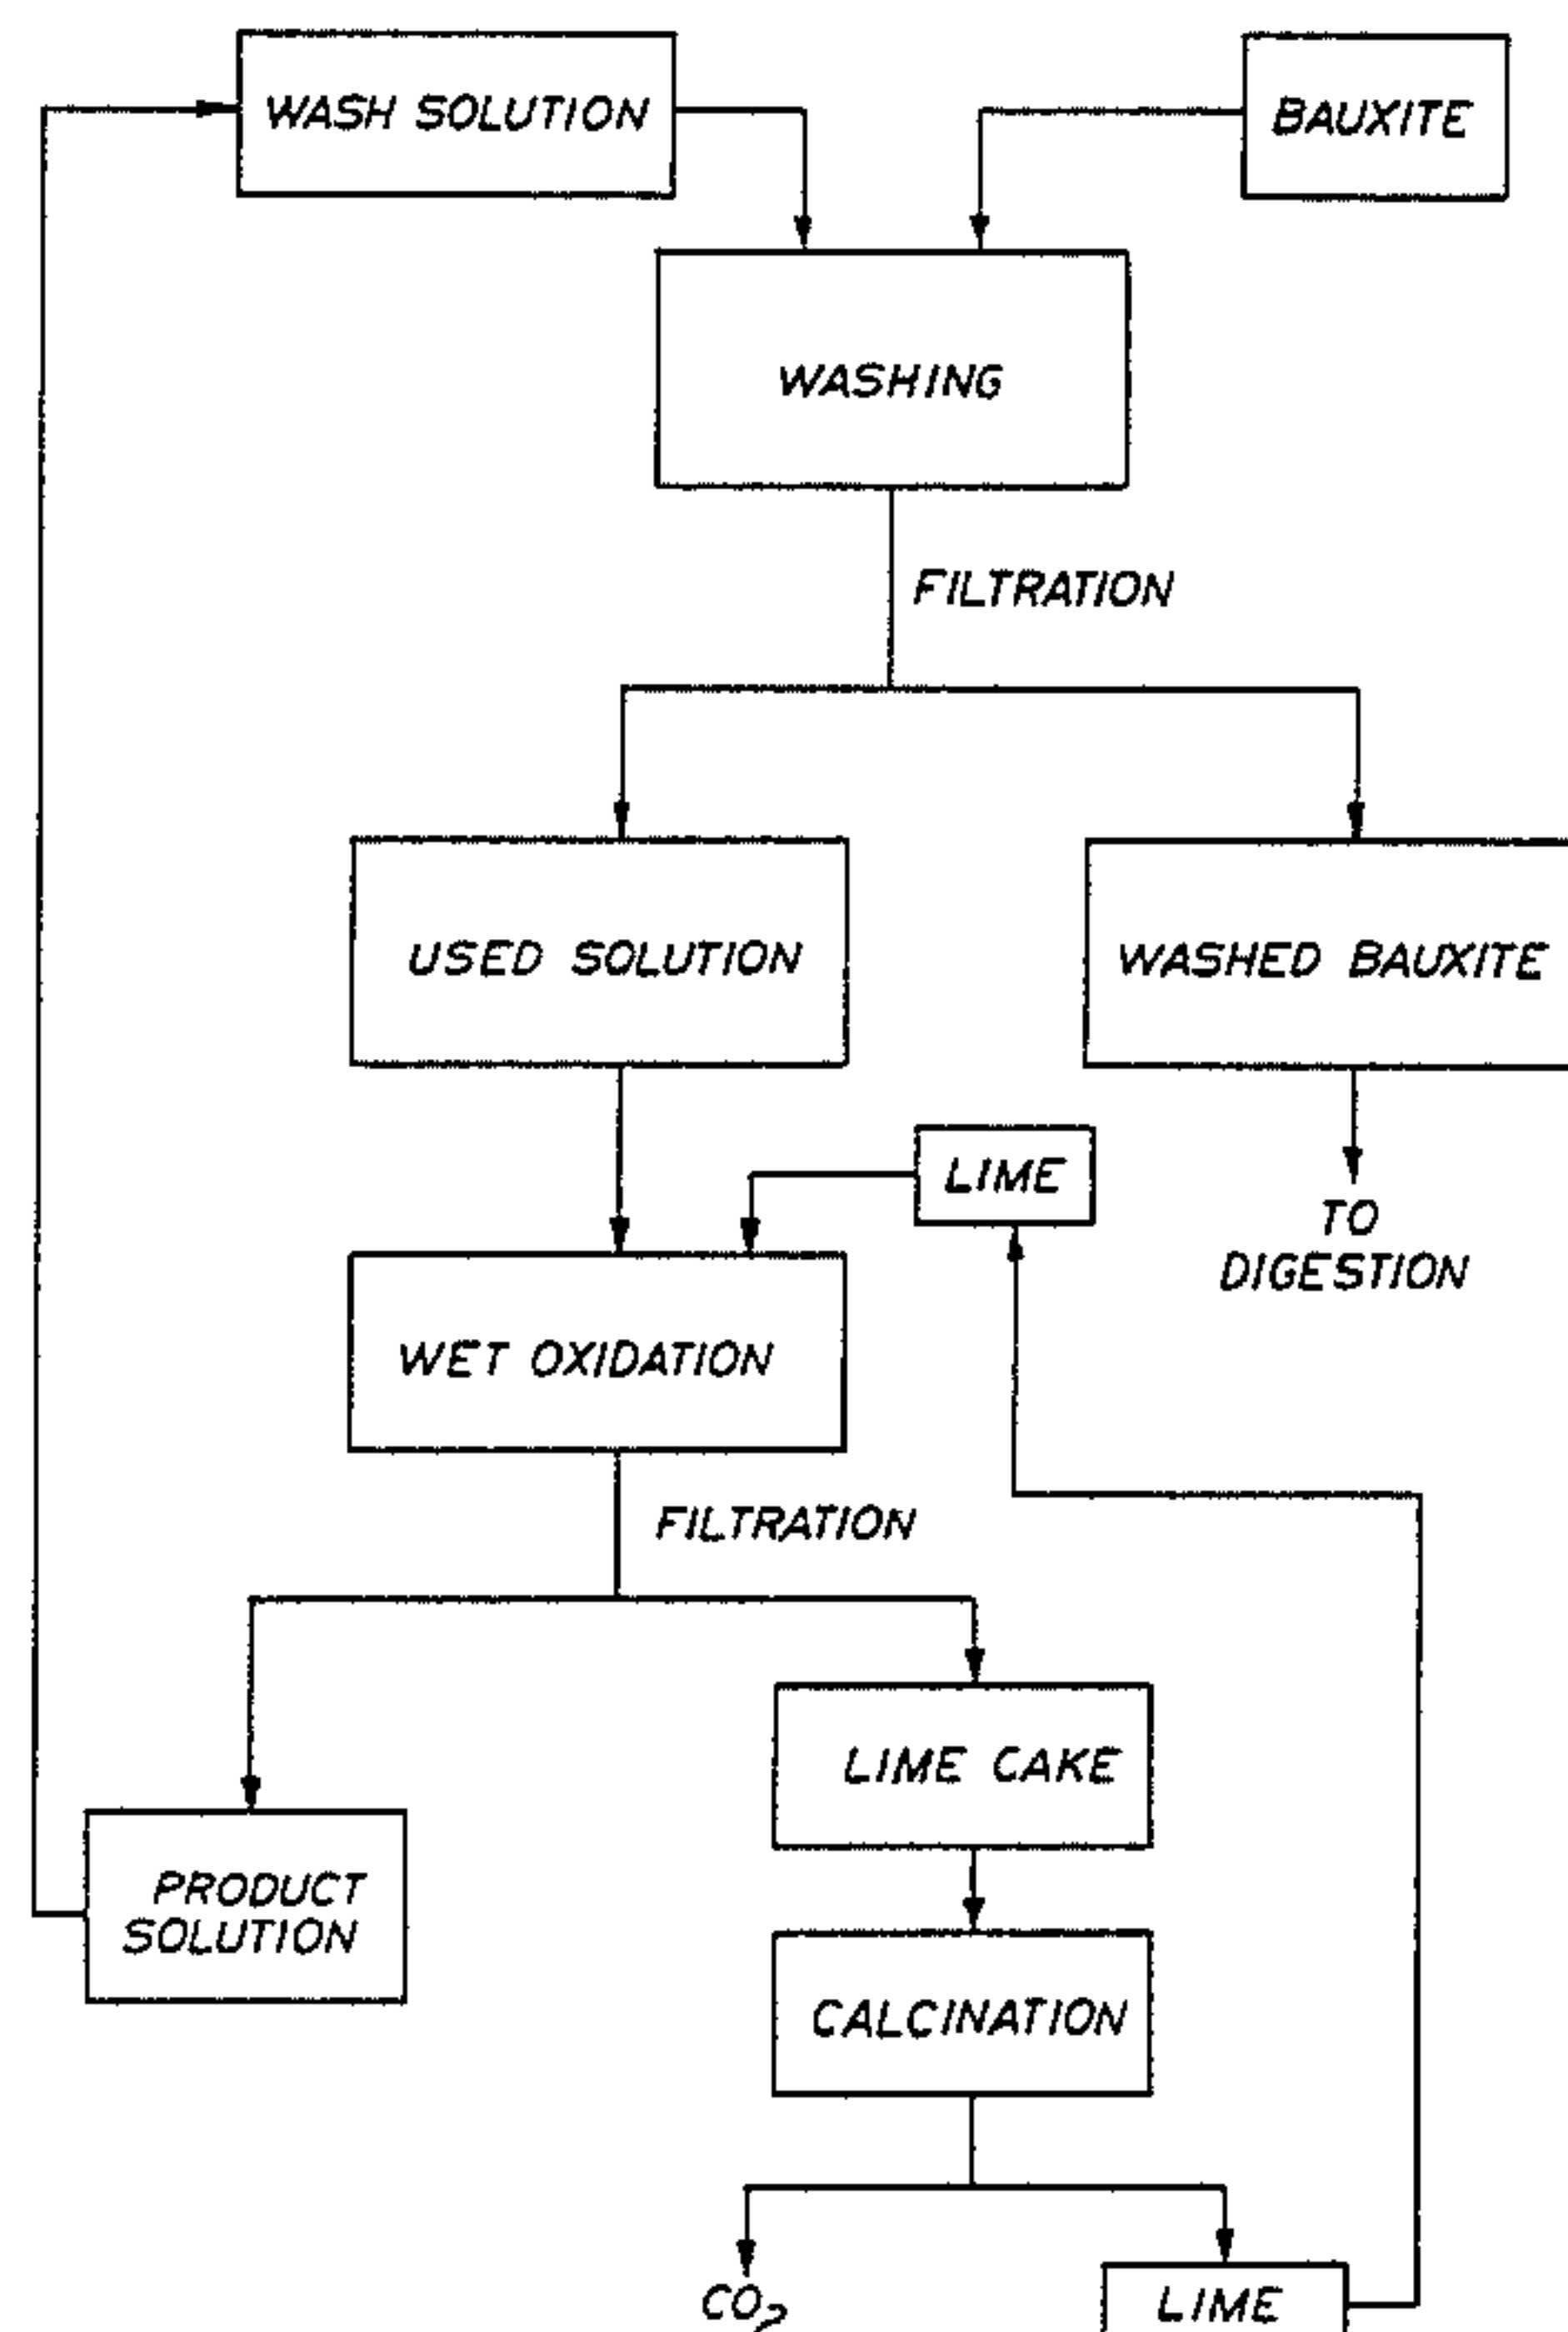 WASH SOLUTION
BAUXITE
WASHING
FILTRATION
USED SOLUTION
WASHED BAUXITE
LIME
TO
DIGESTION
WET OXIDATION
FILTRATION
LIME CAKE
PRODUCT
SOLUTION
CALCINATION
CO2
LIME